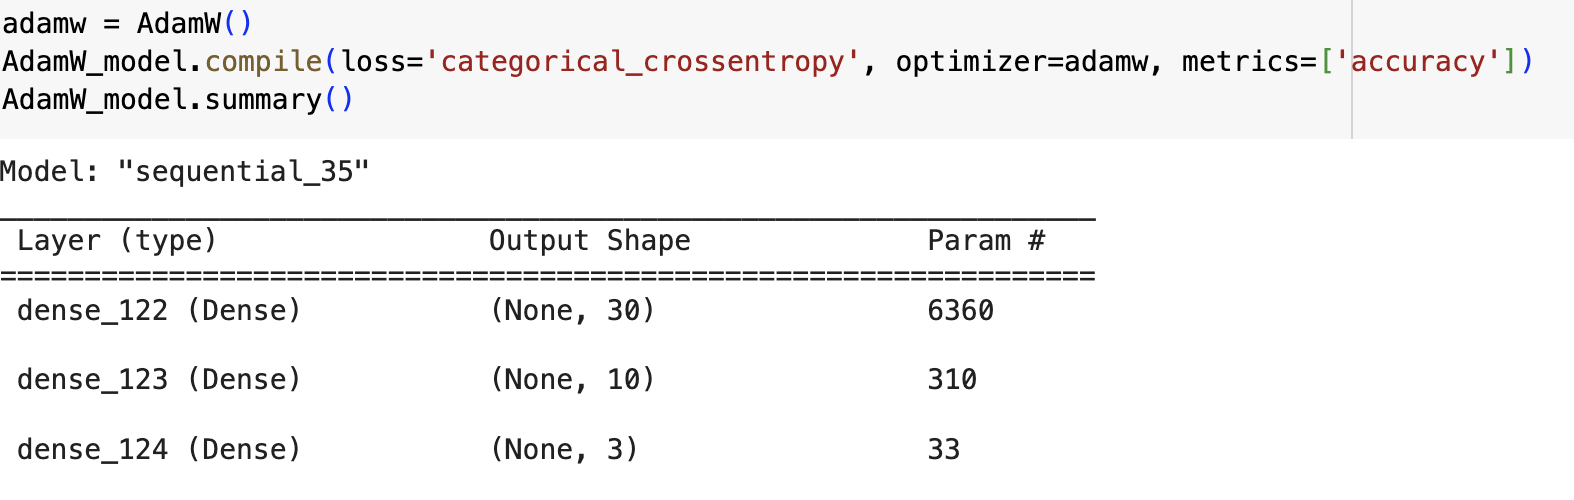 adamw = AdamW()
AdamW_model.compile(loss='categorical_crossentropy', optimizer=adamw, metrics=['accuracy'])
AdamW_model.summary()
Model: "sequential_35"
_________________________________________________________________
Layer (type) Output Shape Param #
=================================================================
dense_122 (Dense) (None, 30) 6360
dense_123 (Dense) (None, 10) 310
dense_124 (Dense) (None, 3) 33